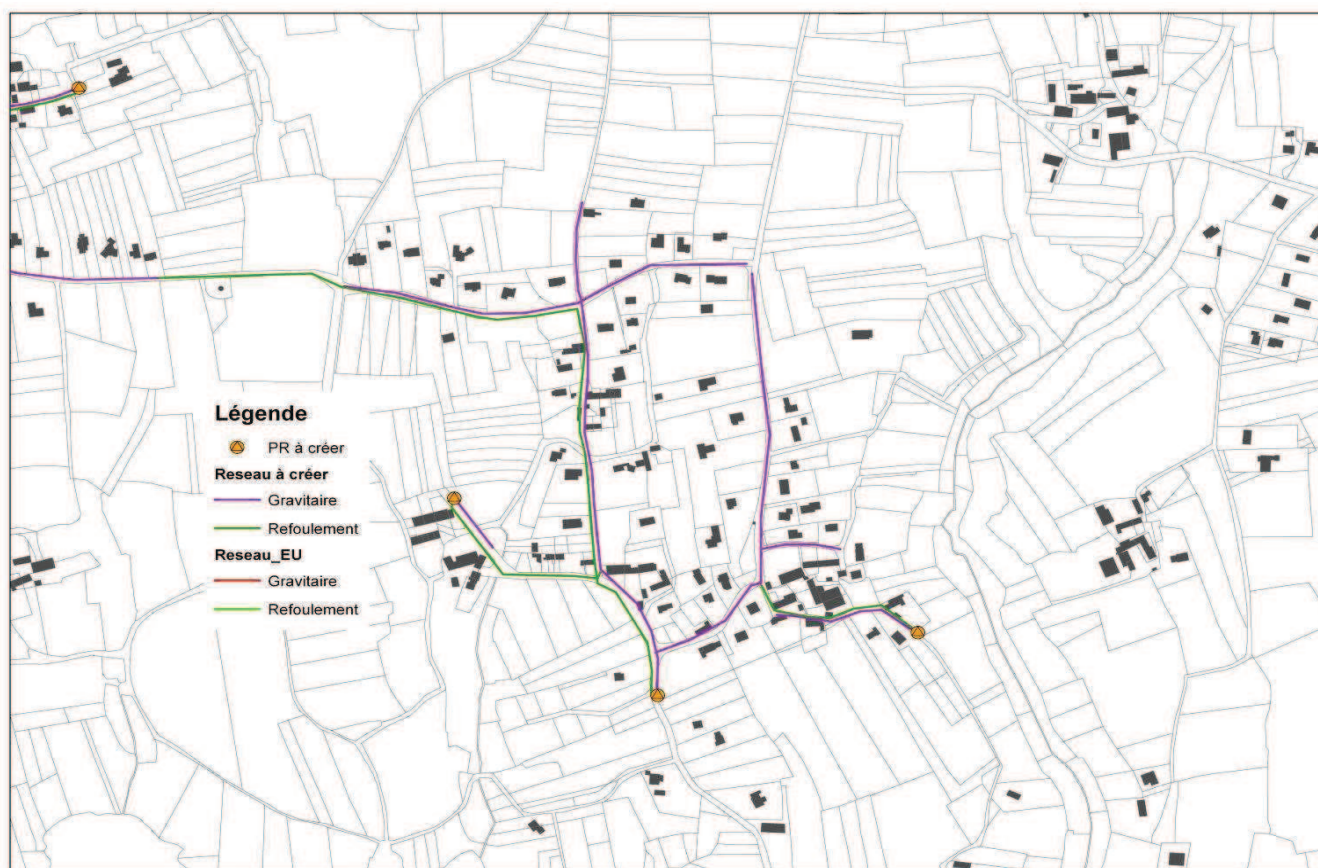 Légende
PR à créer
Reseau à créer
Gravitaire
Refoulement
Reseau_EU
Gravitaire
Refoulement